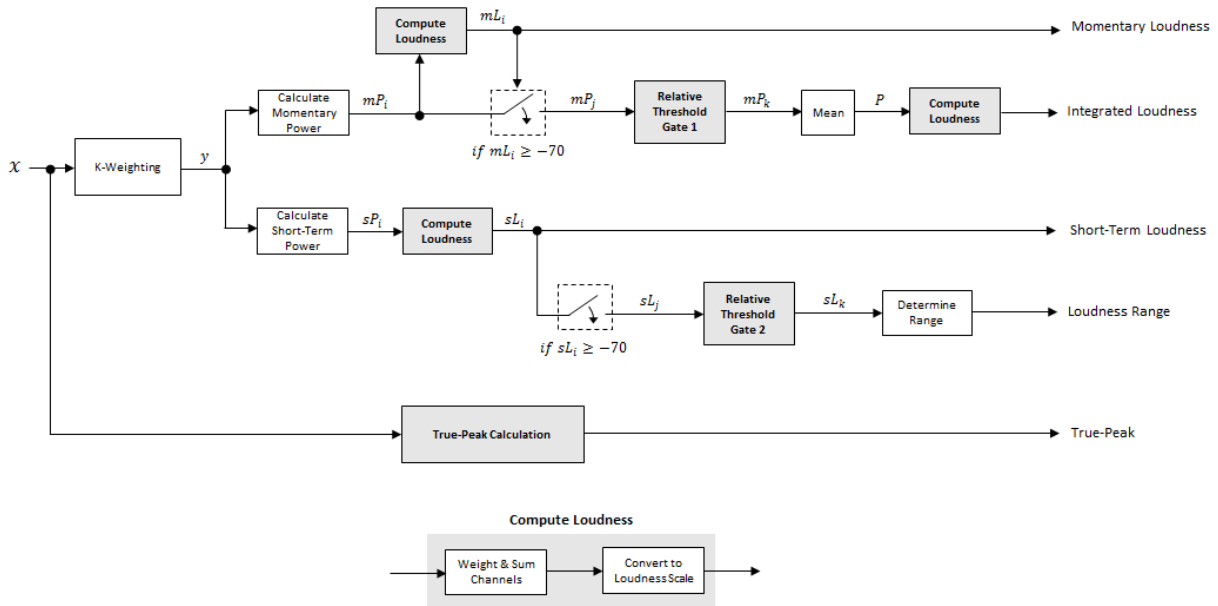 Compute
Loudness
mL_i
Momentary Loudness
Calculate
Momentary
Power
mP_i
mP_j
Relative
Threshold
Gate 1
mP_k
Mean
P
Compute
Loudness
Integrated Loudness
if mL_i ≥ −70
x
K-Weighting
y
Calculate
Short-Term
Power
sP_i
Compute
Loudness
sL_i
Short-Term Loudness
sL_j
Relative
Threshold
Gate 2
sL_k
Determine
Range
Loudness Range
if sL_i ≥ −70
True-Peak Calculation
True-Peak
Compute Loudness
Weight & Sum
Channels
Convert to
Loudness Scale